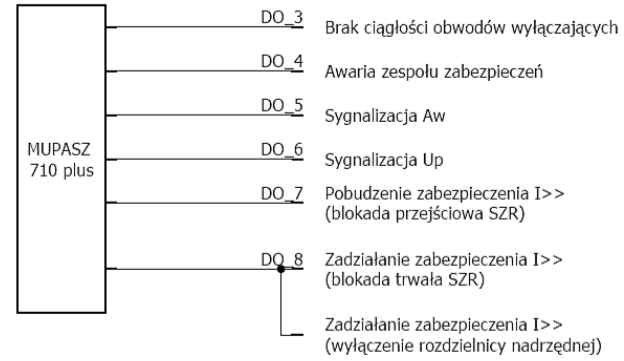 DO_3
Brak ciągłości obwodów wyłączających
DO_4
Awaria zespołu zabezpieczeń
DO_5
Sygnalizacja Aw
MUPASZ
710 plus
DO_6
Sygnalizacja Up
DO_7
Pobudzenie zabezpieczenia I>>
(blokada przejściowa SZR)
DO_8
Zadziałanie zabezpieczenia I>>
(blokada trwała SZR)
Zadziałanie zabezpieczenia I>>
(wyłączenie rozdzielnicy nadrzędnej)